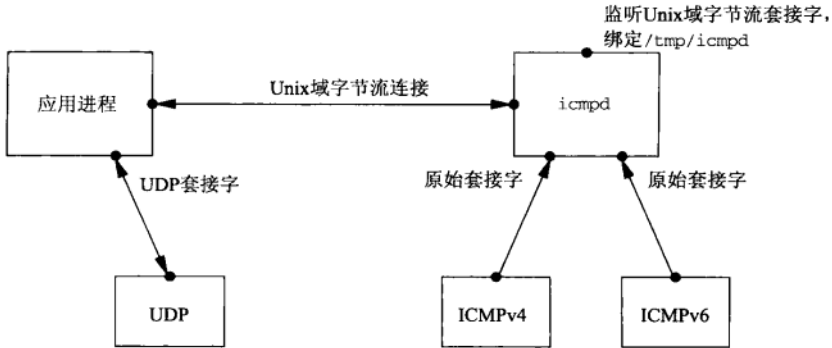 监听Unix域字节流套接字，
绑定/tmp/icmpd
应用进程
Unix域字节流连接
icmpd
UDP套接字
原始套接字
原始套接字
UDP
ICMPv4
ICMPv6